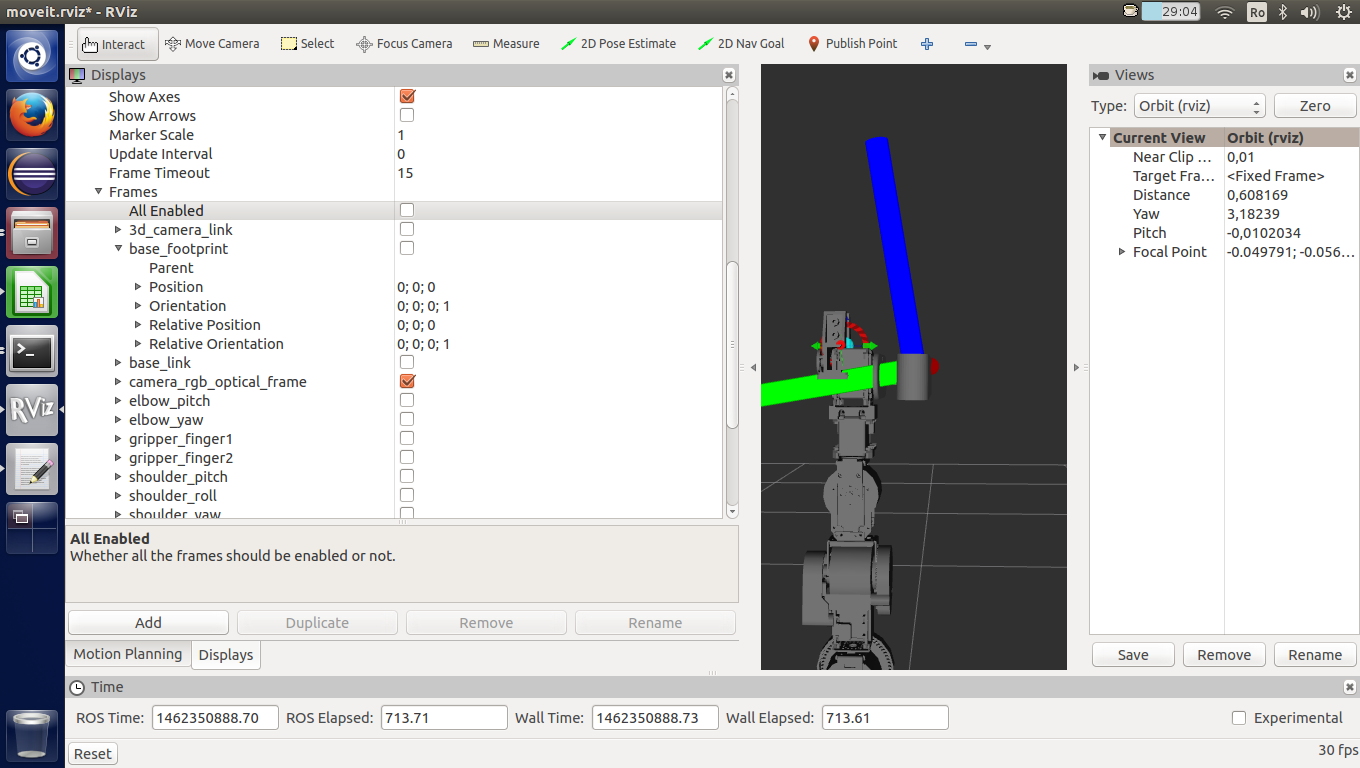 moveit.rviz* - RViz
29:04
Ro
Interact
Move Camera
Select
Focus Camera
Measure
2D Pose Estimate
2D Nav Goal
Publish Point
Displays
Show Axes
Show Arrows
Marker Scale 1
Update Interval 0
Frame Timeout 15
Frames
All Enabled
3d_camera_link
base_footprint
Parent
Position 0; 0; 0
Orientation 0; 0; 0; 1
Relative Position 0; 0; 0
Relative Orientation 0; 0; 0; 1
base_link
camera_rgb_optical_frame
elbow_pitch
elbow_yaw
gripper_finger1
gripper_finger2
shoulder_pitch
shoulder_roll
shoulder_yaw
All Enabled
Whether all the frames should be enabled or not.
Add
Duplicate
Remove
Rename
Motion Planning
Displays
Views
Type: Orbit (rviz)
Zero
Current View Orbit (rviz)
Near Clip ... 0,01
Target Fra... <Fixed Frame>
Distance 0,608169
Yaw 3,18239
Pitch -0,0102034
Focal Point -0.049791; -0.056...
Save
Remove
Rename
RViz
Time
ROS Time: 1462350888.70
ROS Elapsed: 713.71
Wall Time: 1462350888.73
Wall Elapsed: 713.61
Experimental
Reset
30 fps